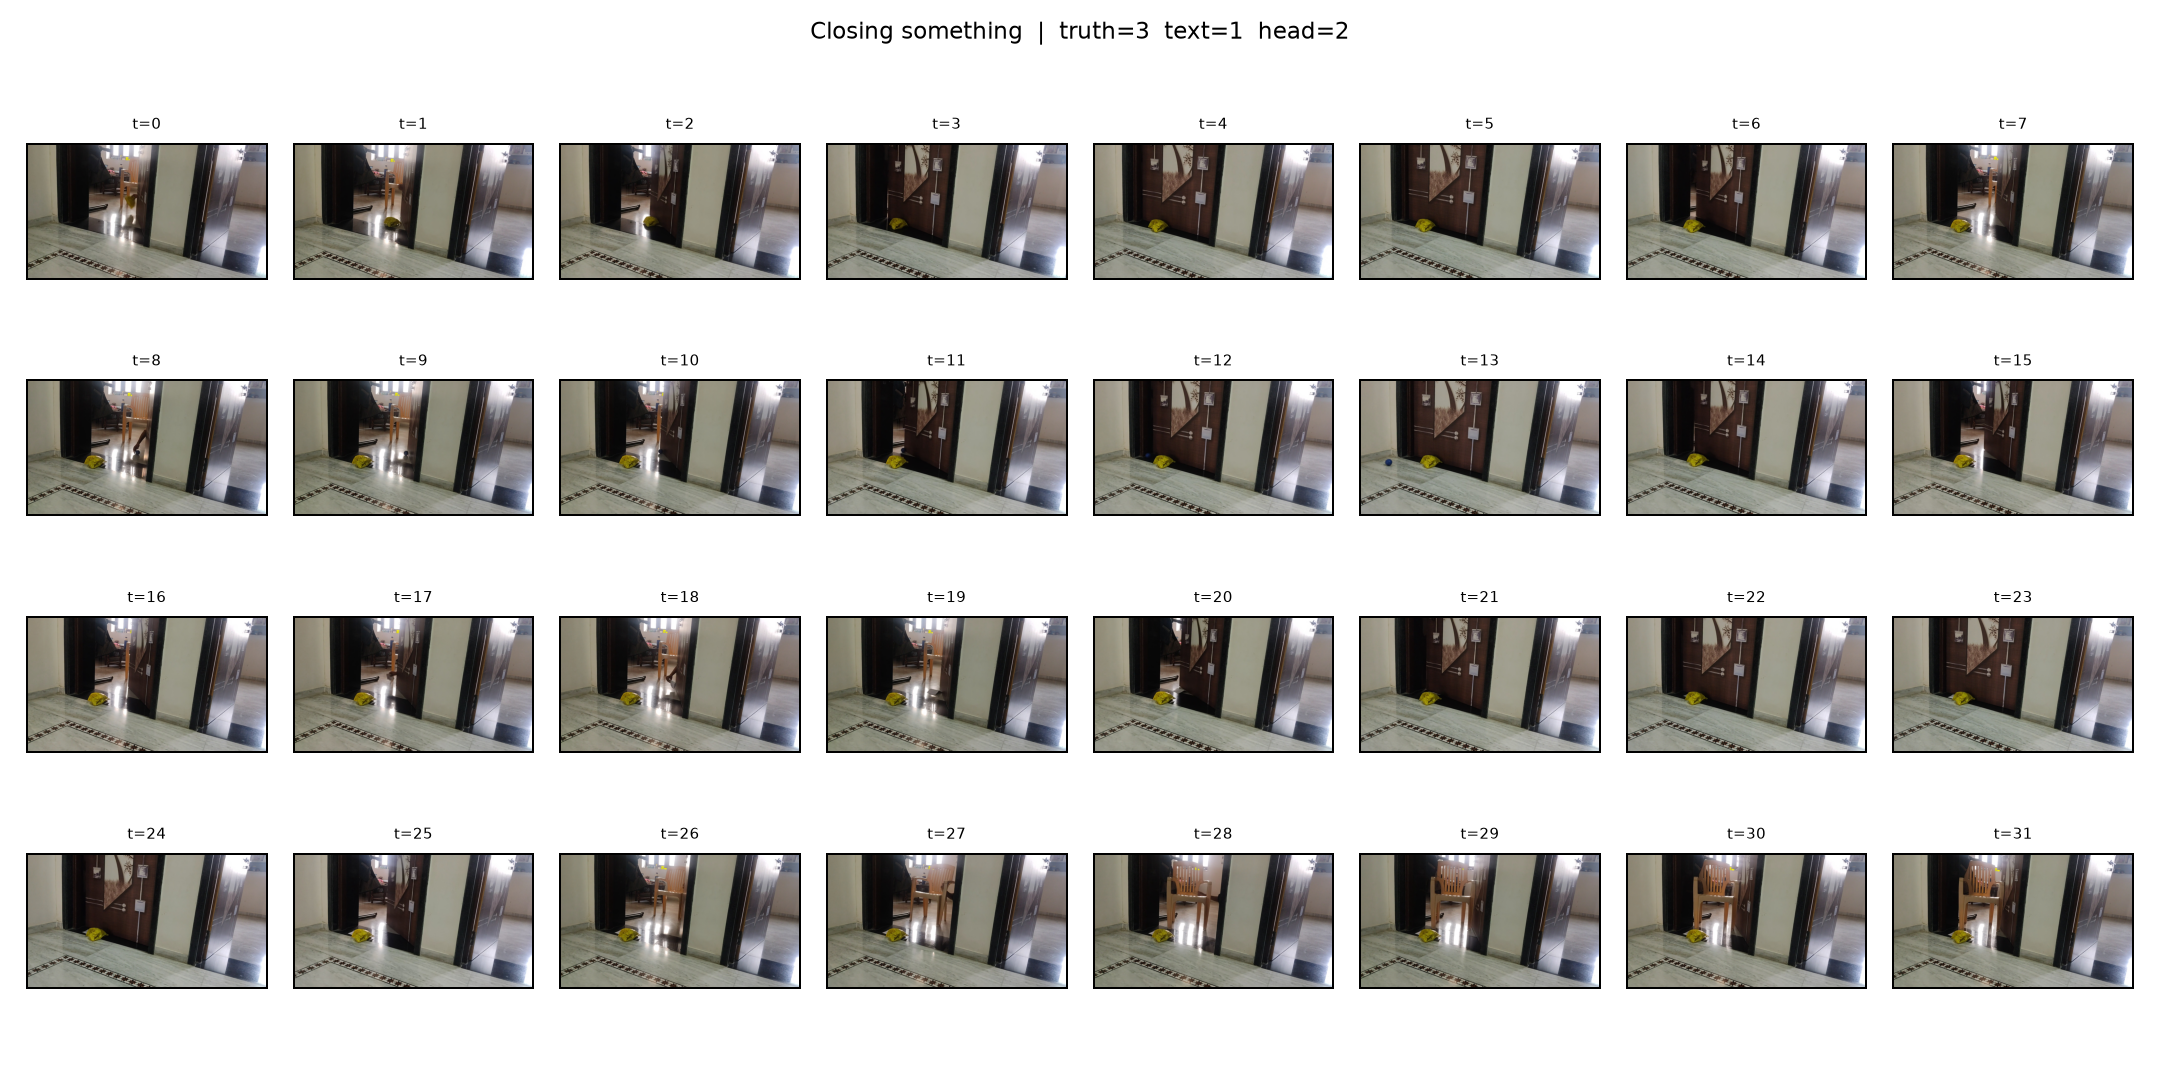 Closing something | truth=3 text=1 head=2
t=0 t=1 t=2 t=3 t=4 t=5 t=6 t=7
t=8 t=9 t=10 t=11 t=12 t=13 t=14 t=15
t=16 t=17 t=18 t=19 t=20 t=21 t=22 t=23
t=24 t=25 t=26 t=27 t=28 t=29 t=30 t=31